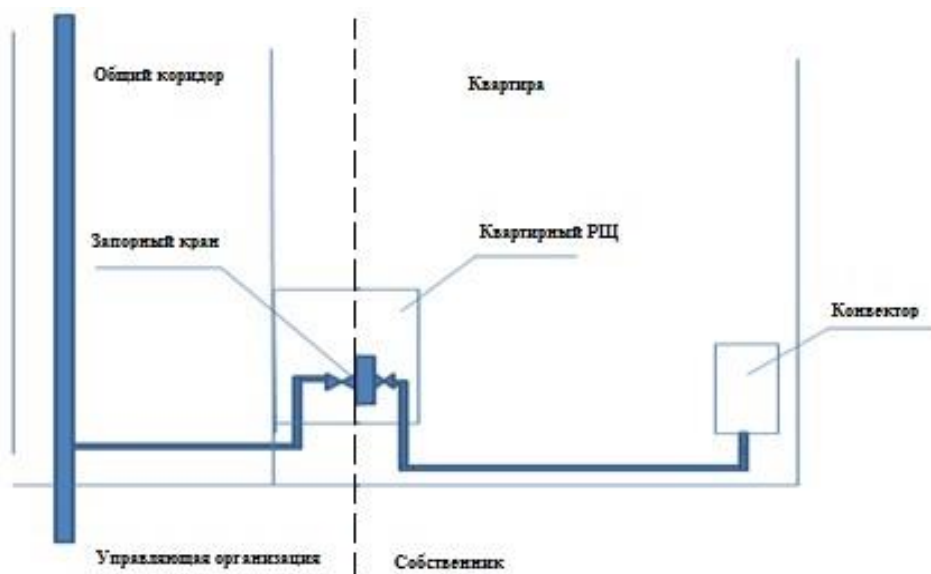 Общий коридор
Квартира
Запорный кран
Квартирный РЩ
Конвектор
Управляющая организация
Собственник